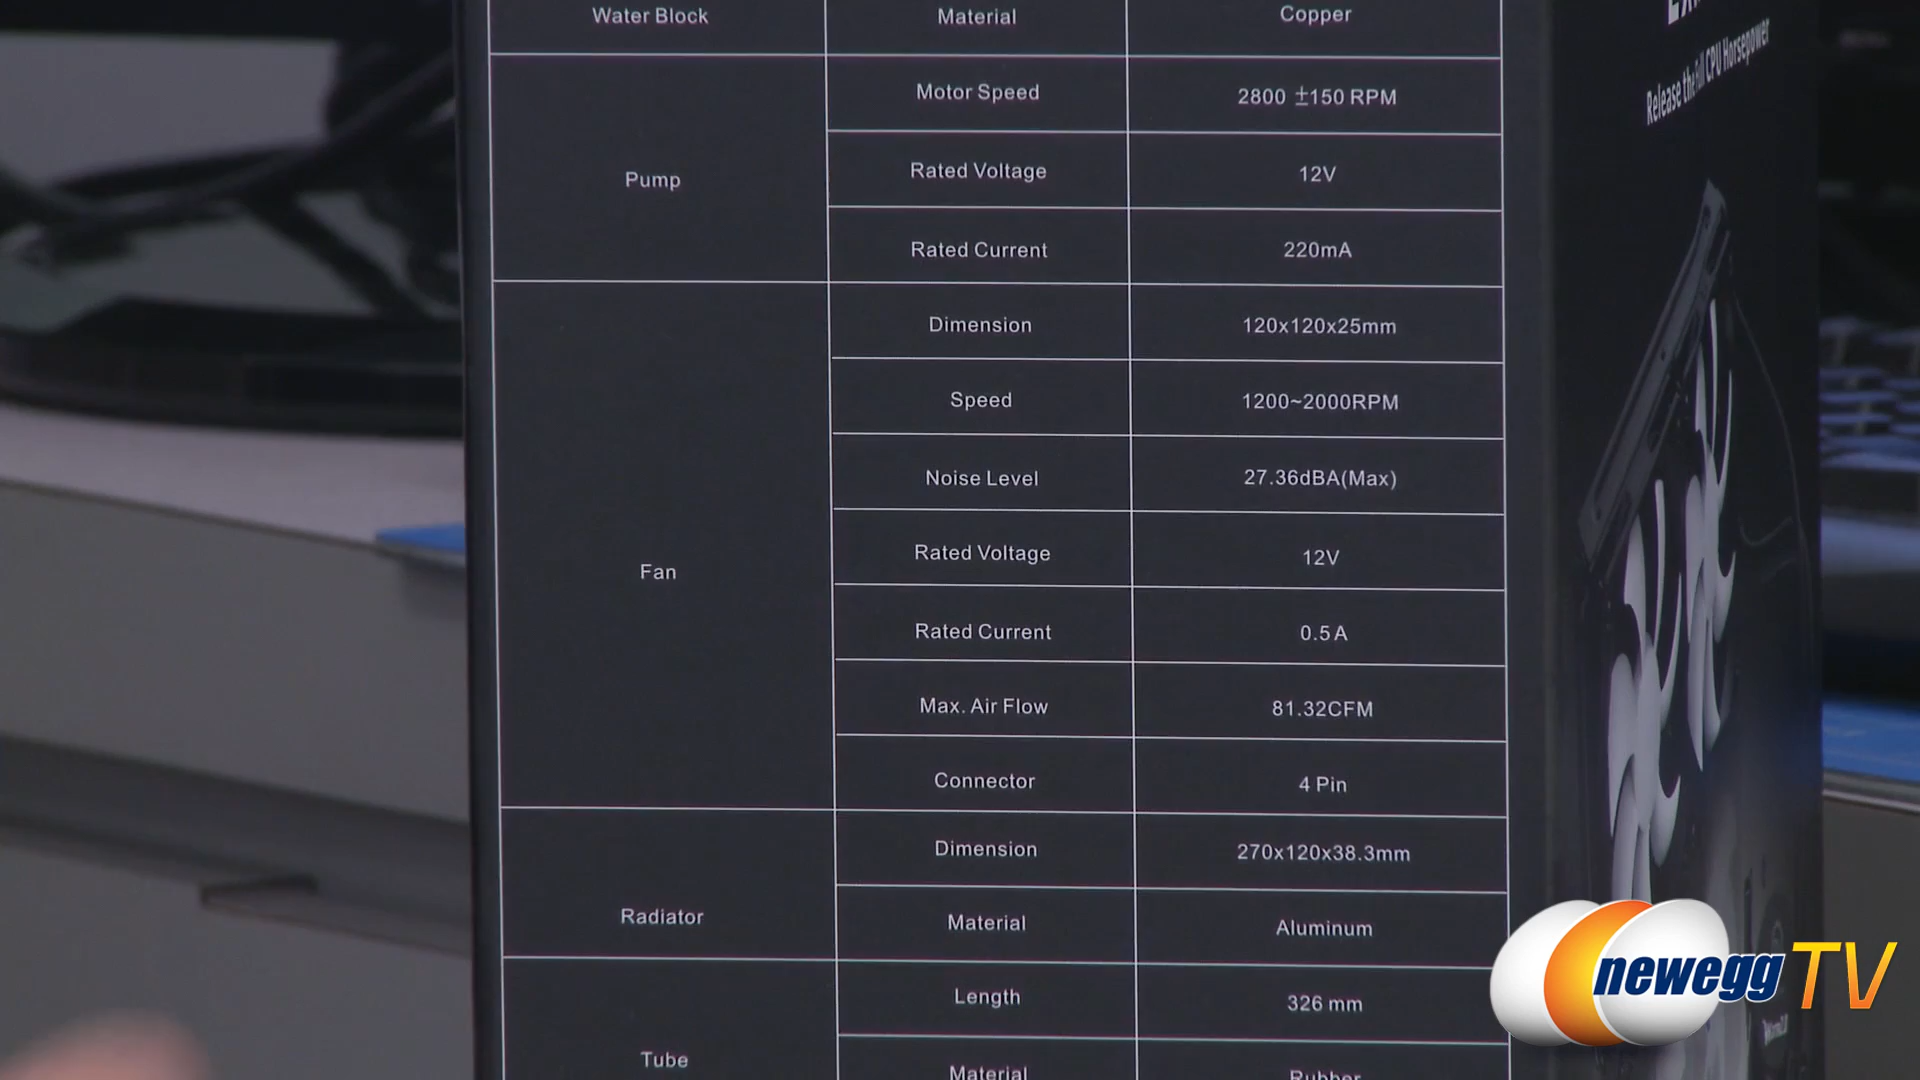 Water Block Material Copper
Pump Motor Speed 2800 ±150 RPM
Rated Voltage 12V
Rated Current 220mA
Fan Dimension 120x120x25mm
Speed 1200~2000RPM
Noise Level 27.36dBA(Max)
Rated Voltage 12V
Rated Current 0.5A
Max. Air Flow 81.32CFM
Connector 4 Pin
Radiator Dimension 270x120x38.3mm
Material Aluminum
Tube Length 326 mm
Material Rubber
Release the Full CPU Horsepower
newegg TV